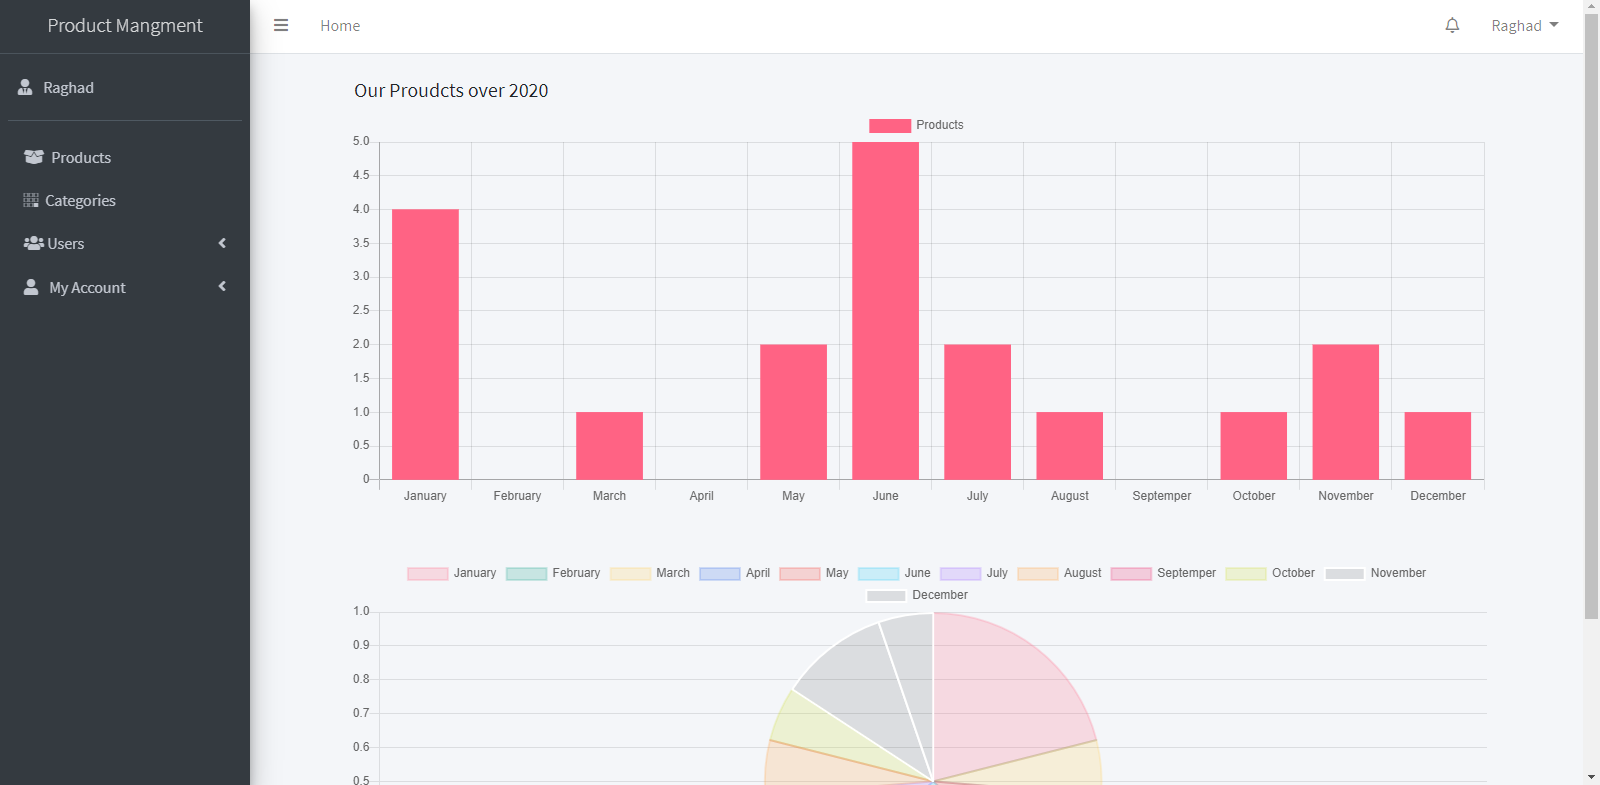 Product Mangment
Home
Raghad
Raghad
Products
Categories
Users
My Account
Our Proudcts over 2020
Products
5.0
4.5
4.0
3.5
3.0
2.5
2.0
1.5
1.0
0.5
0
January February March April May June July August Septemper October November December
January February March April May June July August Septemper October November
December
1.0
0.9
0.8
0.7
0.6
0.5